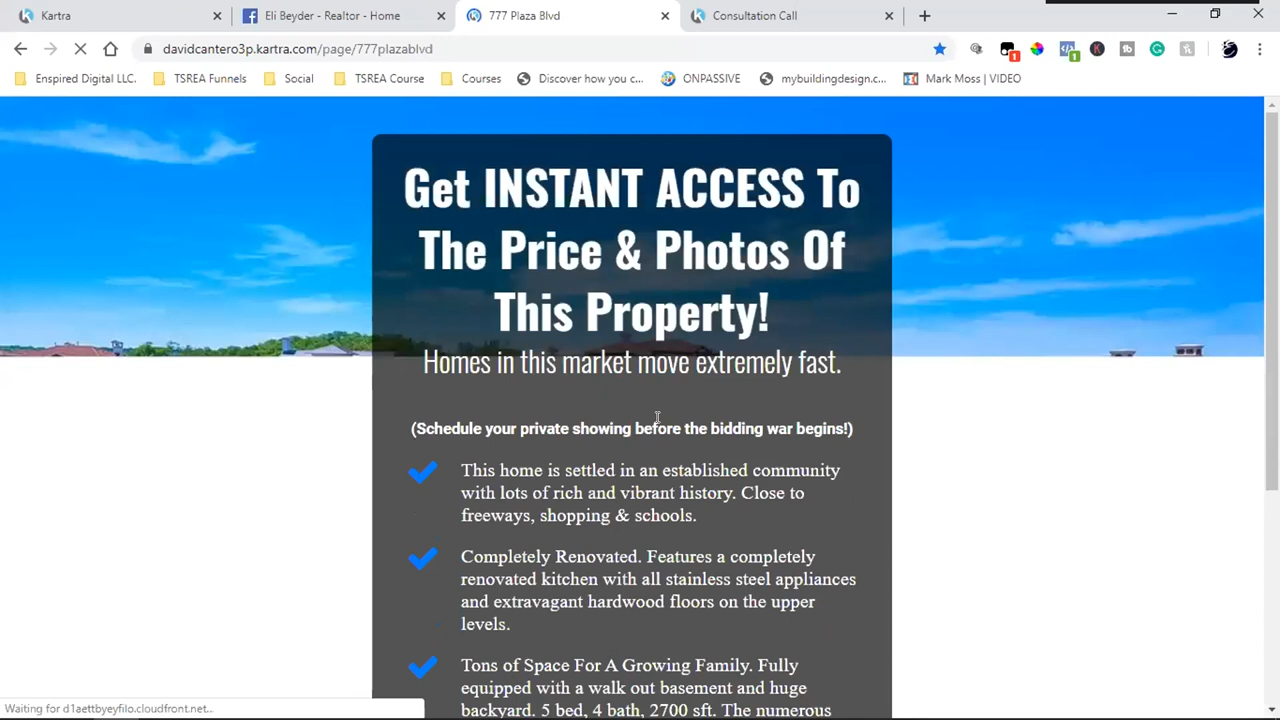 Kartra
Eli Beyder - Realtor - Home
777 Plaza Blvd
Consultation Call
davidcantero3p.kartra.com/page/777plazablvd
1
1
Enspired Digital LLC.
TSREA Funnels
Social
TSREA Course
Courses
Discover how you c...
ONPASSIVE
mybuildingdesign.c...
Mark Moss | VIDEO
Get INSTANT ACCESS To
The Price & Photos Of
This Property!
Homes in this market move extremely fast.
(Schedule your private showing before the bidding war begins!)
This home is settled in an established community
with lots of rich and vibrant history. Close to
freeways, shopping & schools.
Completely Renovated. Features a completely
renovated kitchen with all stainless steel appliances
and extravagant hardwood floors on the upper
levels.
Tons of Space For A Growing Family. Fully
equipped with a walk out basement and huge
backyard. 5 bed, 4 bath, 2700 sft. The numerous
Waiting for d1aettbyeyfilo.cloudfront.net...